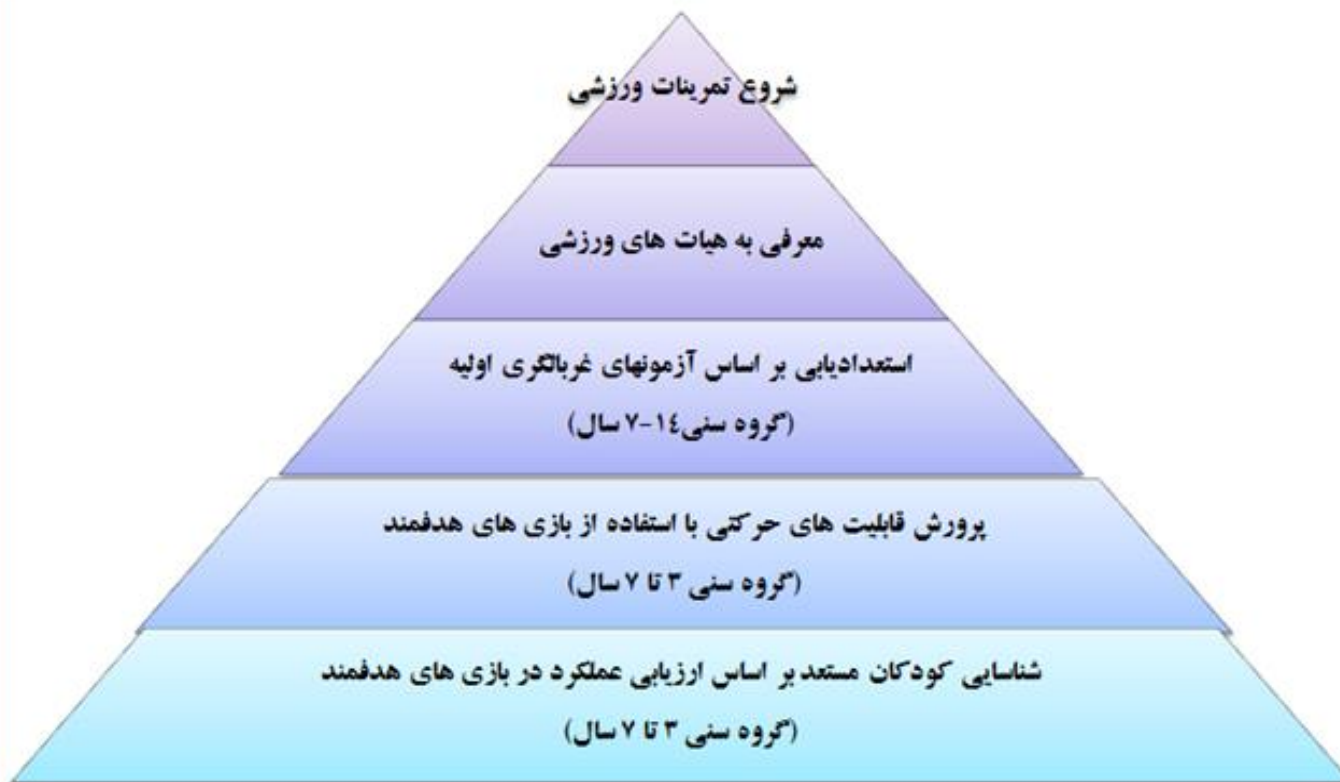 شروع تمرینات ورزشی
معرفی به هیات های ورزشی
استعدادیابی بر اساس آزمونهای غربالگری اولیه
(گروه سنی ۱٤-۷ سال)
پرورش قابلیت های حرکتی با استفاده از بازی های هدفمند
(گروه سنی ۳ تا ۷ سال)
شناسایی کودکان مستعد بر اساس ارزیابی عملکرد در بازی های هدفمند
(گروه سنی ۳ تا ۷ سال)